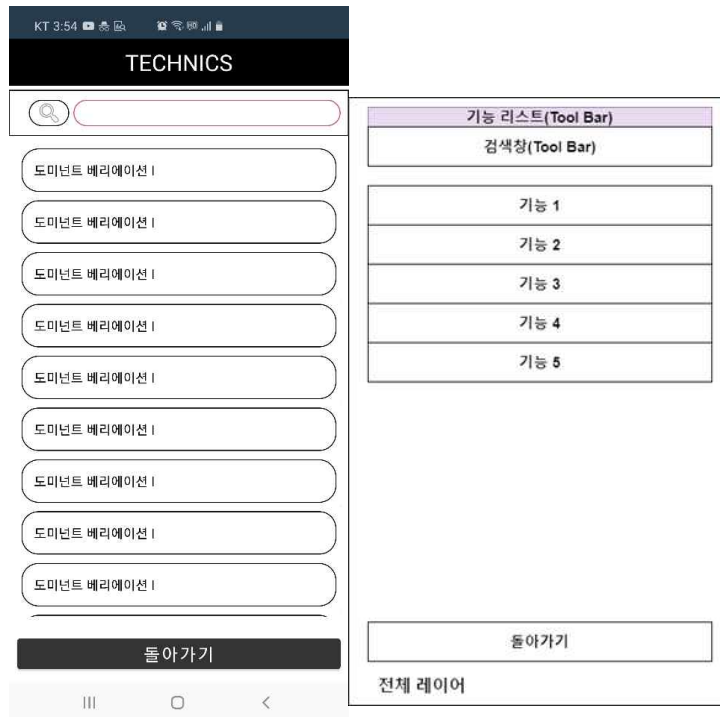 KT 3:54
TECHNICS
도미넌트 베리에이션 I
도미넌트 베리에이션 I
도미넌트 베리에이션 I
도미넌트 베리에이션 I
도미넌트 베리에이션 I
도미넌트 베리에이션 I
도미넌트 베리에이션 I
도미넌트 베리에이션 I
도미넌트 베리에이션 I
돌아가기
기능 리스트(Tool Bar)
검색창(Tool Bar)
기능 1
기능 2
기능 3
기능 4
기능 5
돌아가기
전체 레이어